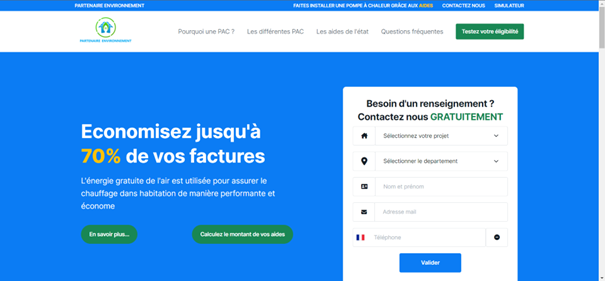 PARTENAIRE ENVIRONNEMENT
FAITES INSTALLER UNE POMPE À CHALEUR GRÂCE AUX AIDES
CONTACTEZ NOUS
SIMULATEUR
PARTENAIRE ENVIRONNEMENT
Pourquoi une PAC ?
Les différentes PAC
Les aides de l'état
Questions fréquentes
Testez votre éligibilité
Economisez jusqu'à
70% de vos factures
L'énergie gratuite de l'air est utilisée pour assurer le
chauffage dans habitation de manière performante et
économe
En savoir plus...
Calculez le montant de vos aides
Besoin d'un renseignement ?
Contactez nous GRATUITEMENT
Sélectionnez votre projet
Sélectionner le departement
Nom et prénom
Adresse mail
Téléphone
Valider